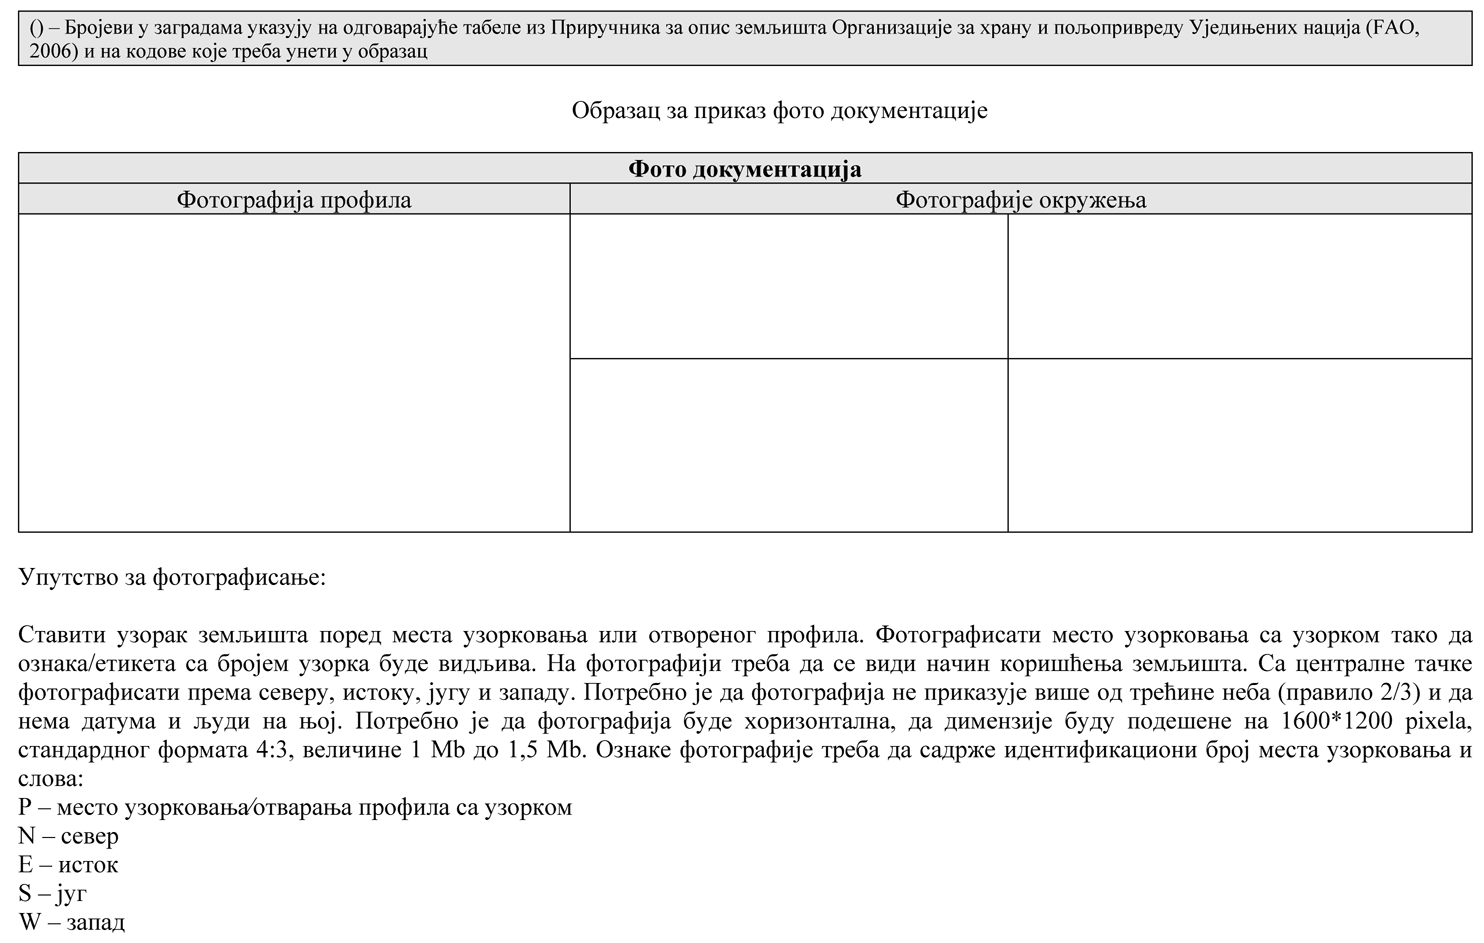 () – Бројеви у заградама указују на одговарајуће табеле из Приручника за опис земљишта Организације за храну и пољопривреду Уједињених нација (FAO,
2006) и на кодове које треба унети у образац
Образац за приказ фото документације
Фото документација
Фотографија профила
Фотографије окружења
Упутство за фотографисање:
Ставити узорак земљишта поред места узорковања или отвореног профила. Фотографисати место узорковања са узорком тако да
ознака/етикета са бројем узорка буде видљива. На фотографији треба да се види начин коришћења земљишта. Са централне тачке
фотографисати према северу, истоку, југу и западу. Потребно је да фотографија не приказује више од трећине неба (правило 2/3) и да
нема датума и људи на њој. Потребно је да фотографија буде хоризонтална, да димензије буду подешене на 1600*1200 pixela,
стандардног формата 4:3, величине 1 Mb до 1,5 Mb. Ознаке фотографије треба да садрже идентификациони број места узорковања и
слова:
P – место узорковања⁄отварања профила са узорком
N – север
E – исток
S – југ
W – запад